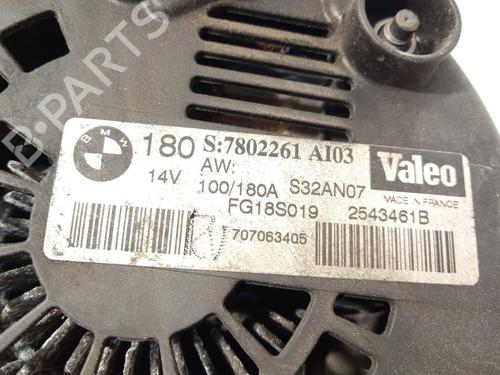 B-PARTS
BMW
180 S:7802261 AI03
Valeo
AW:
14V 100/180A S32AN07
MADE IN FRANCE
FG18S019 2543461B
707063405